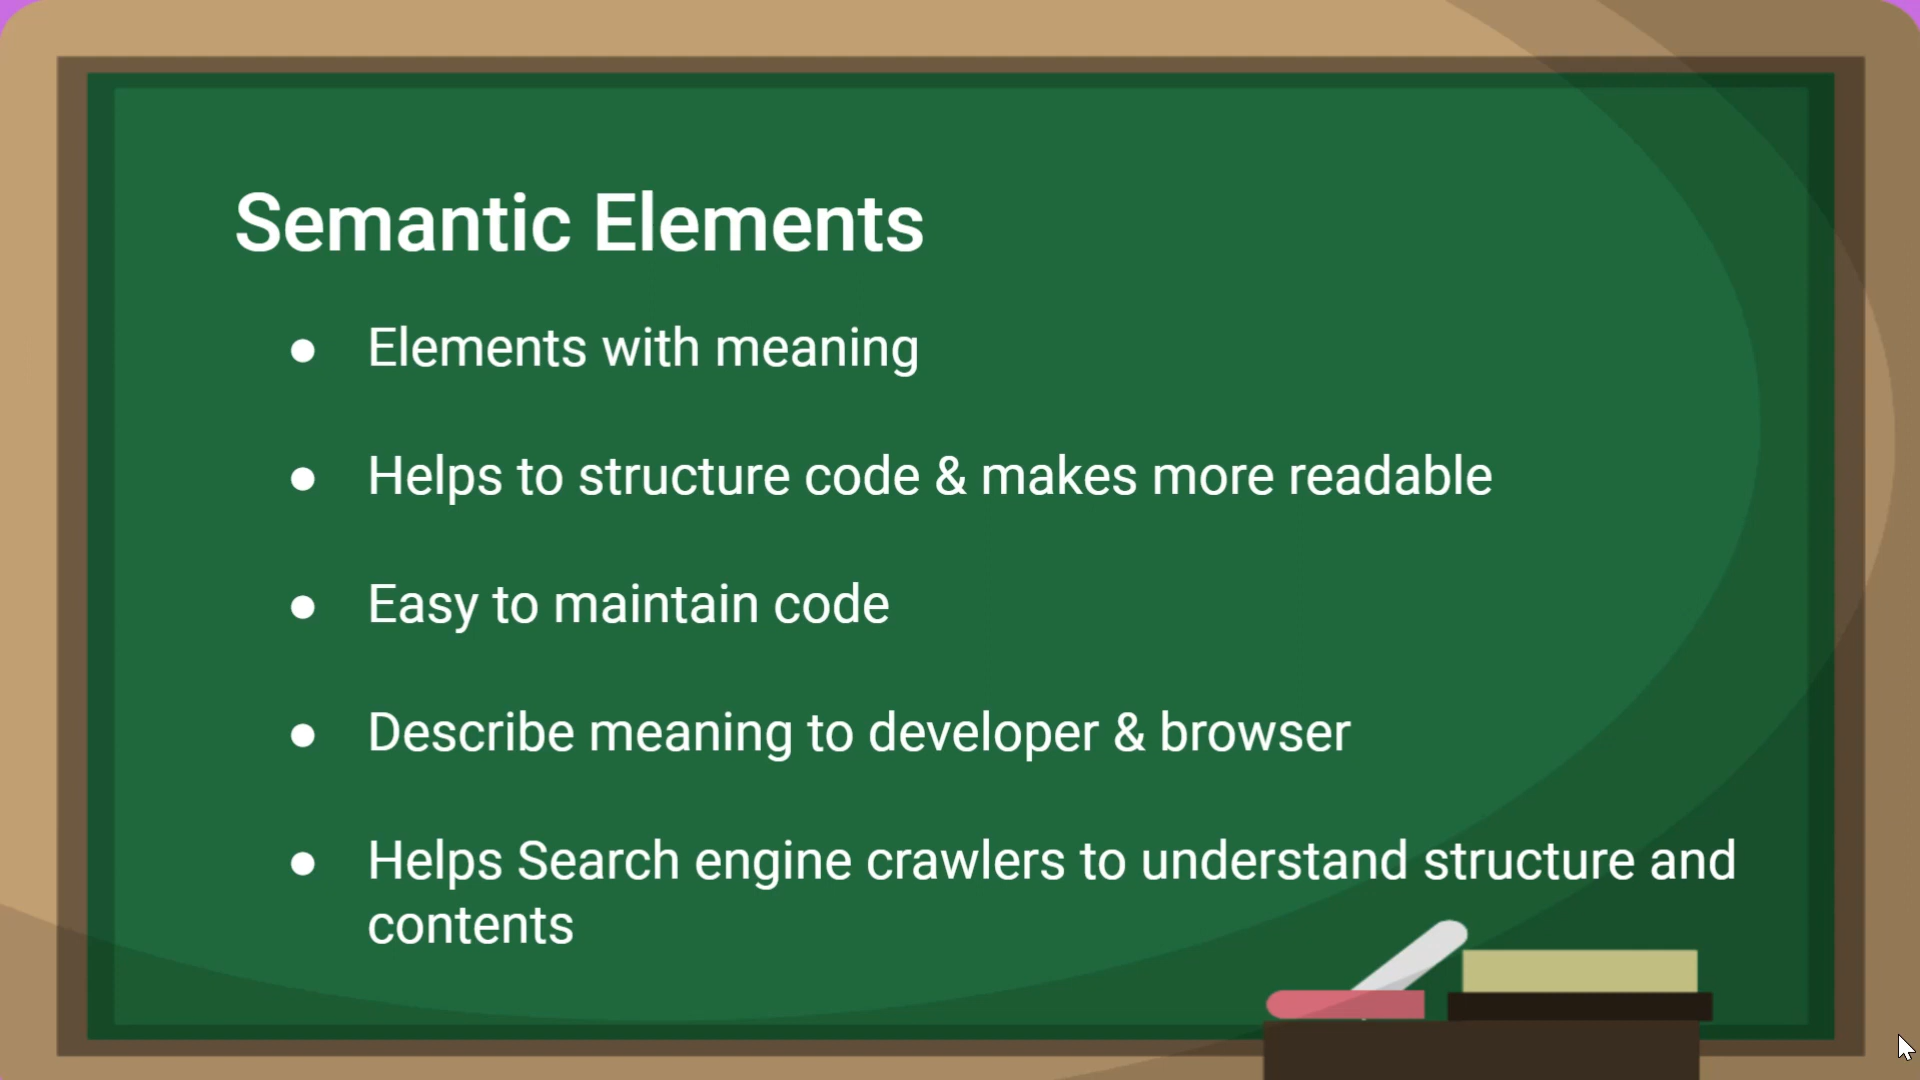 Semantic Elements
● Elements with meaning
● Helps to structure code & makes more readable
● Easy to maintain code
● Describe meaning to developer & browser
● Helps Search engine crawlers to understand structure and
contents